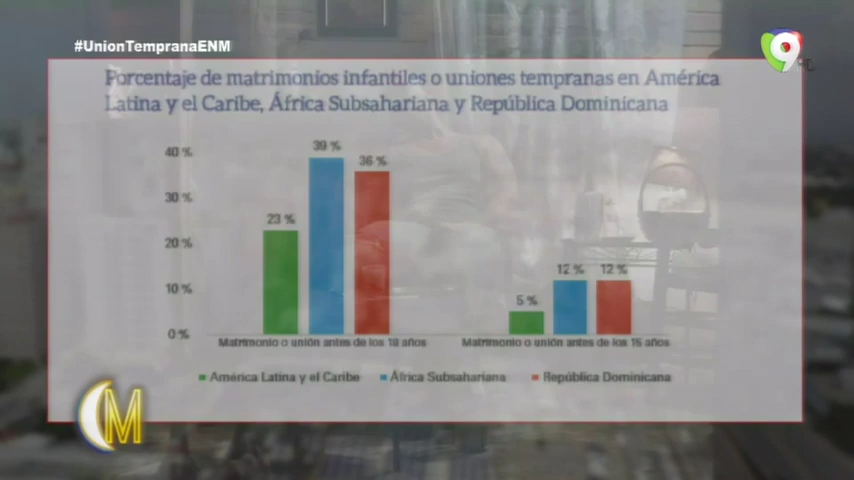 #UnionTempranaENM
9
Porcentaje de matrimonios infantiles o uniones tempranas en América
Latina y el Caribe, África Subsahariana y República Dominicana
40 %
30 %
20 %
10 %
0 %
23 %
39 %
36 %
5 %
12 %
12 %
Matrimonio o unión antes de los 18 años
Matrimonio o unión antes de los 15 años
América Latina y el Caribe
África Subsahariana
República Dominicana
M